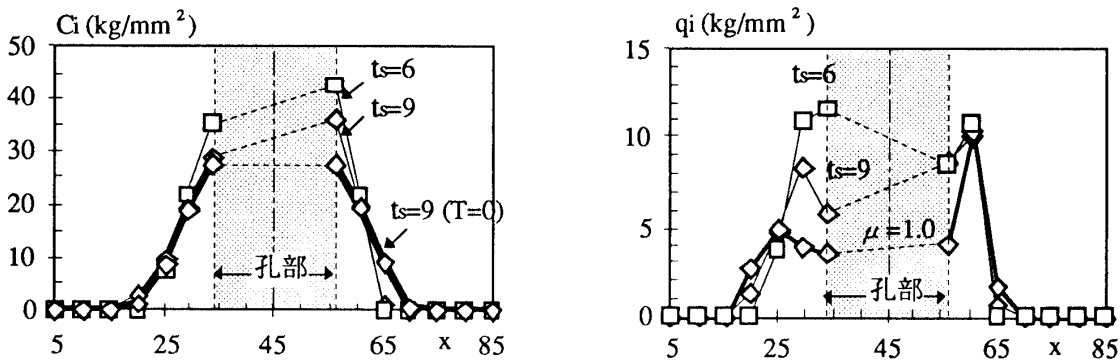 Ci (kg/mm²)
50
40
30
20
10
0
ts=6
ts=9
ts=9 (T=0)
孔部
5 25 45 65 x 85
qi (kg/mm²)
15
10
5
0
ts=6
ts=9
μ=1.0
孔部
5 25 45 65 x 85